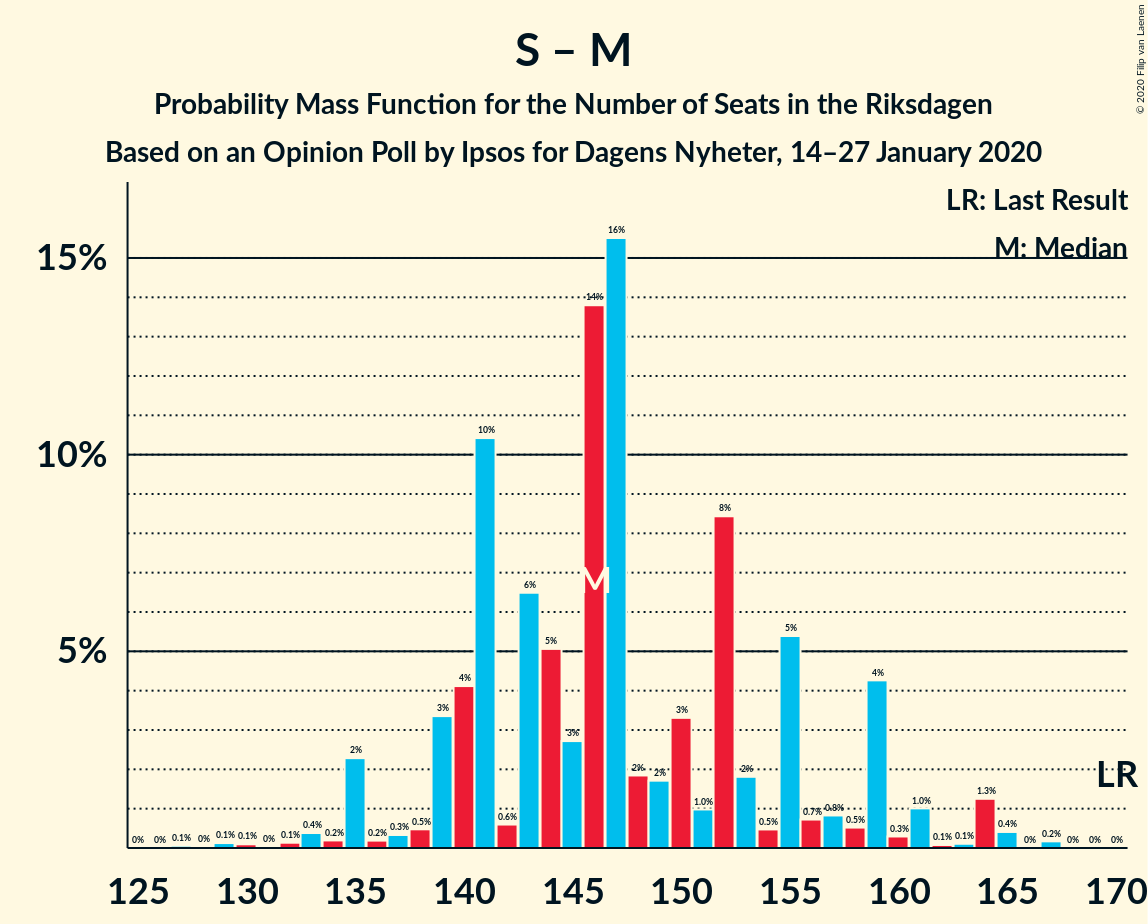 © 2020 Filip van Laenen
S – M
Probability Mass Function for the Number of Seats in the Riksdagen
Based on an Opinion Poll by Ipsos for Dagens Nyheter, 14–27 January 2020
LR: Last Result
M: Median
15%
10%
5%
0% 0% 0.1% 0% 0.1% 0.1% 0% 0.1% 0.4% 0.2% 2% 0.2% 0.3% 0.5% 3% 4% 10% 0.6% 6% 5% 3% 14% 16% 2% 2% 3% 1.0% 8% 2% 0.5% 5% 0.7% 0.8% 0.5% 4% 0.3% 1.0% 0.1% 0.1% 1.3% 0.4% 0% 0.2% 0% 0% 0%
M
LR
125 130 135 140 145 150 155 160 165 170